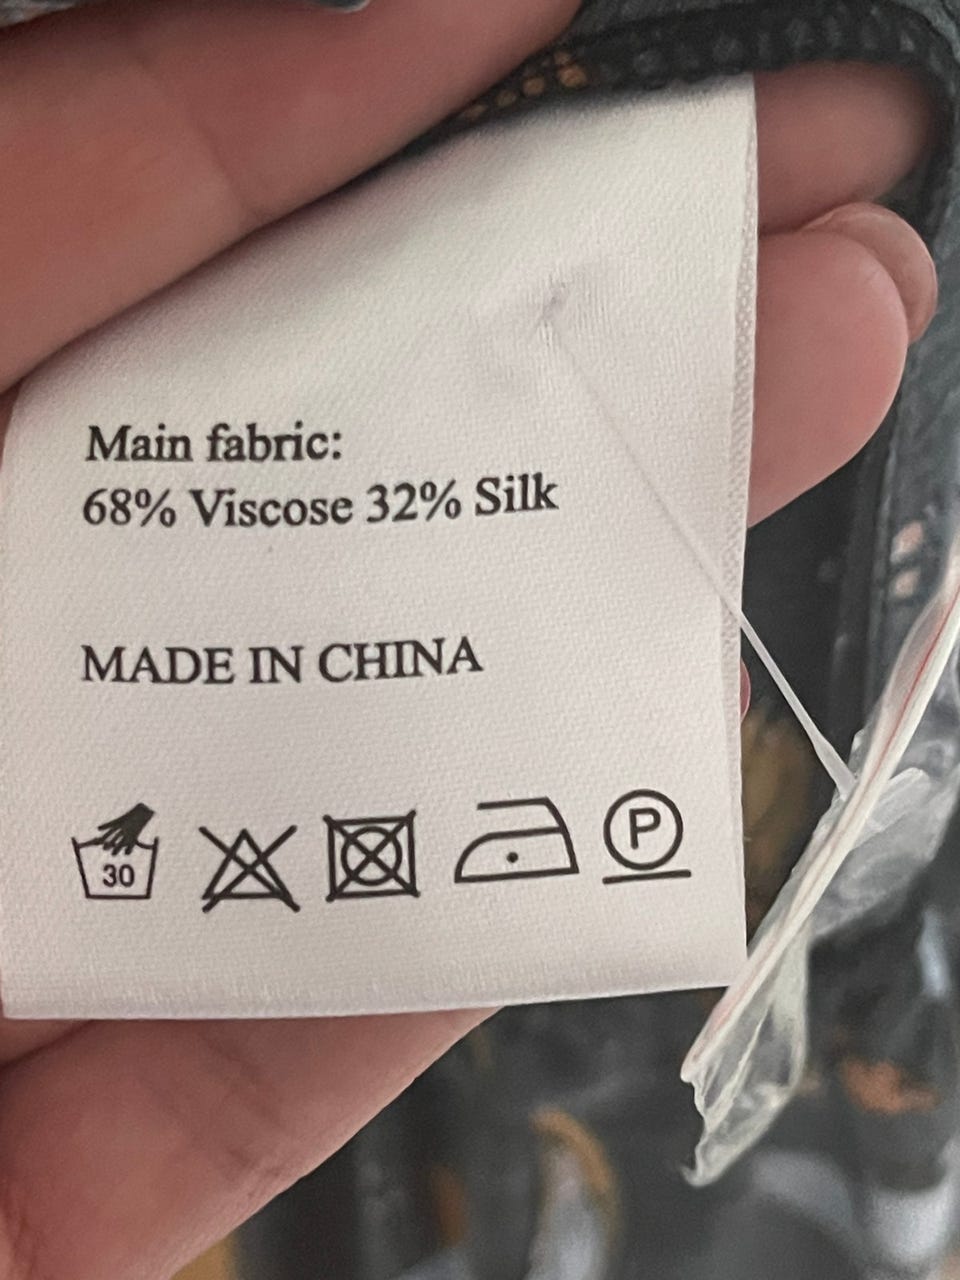 Main fabric:
68% Viscose 32% Silk
MADE IN CHINA
30 P